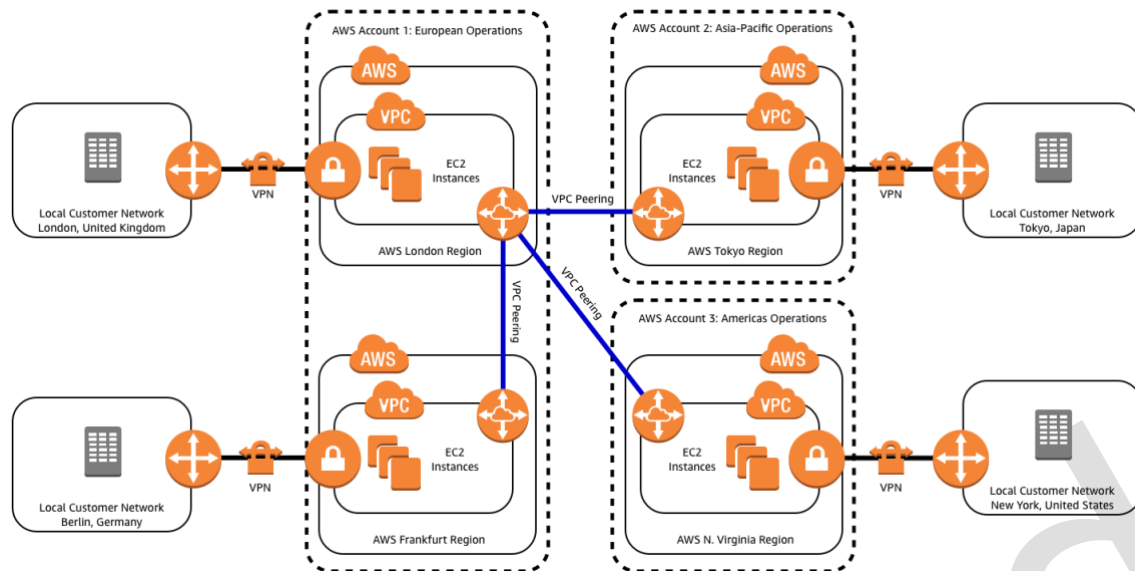 AWS Account 1: European Operations
AWS
VPC
EC2
Instances
AWS London Region
Local Customer Network
London, United Kingdom
VPN
AWS Account 2: Asia-Pacific Operations
AWS
VPC
EC2
Instances
AWS Tokyo Region
VPN
Local Customer Network
Tokyo, Japan
VPC Peering
VPC Peering
VPC Peering
AWS
VPC
EC2
Instances
AWS Frankfurt Region
VPN
Local Customer Network
Berlin, Germany
AWS Account 3: Americas Operations
AWS
VPC
EC2
Instances
AWS N. Virginia Region
VPN
Local Customer Network
New York, United States